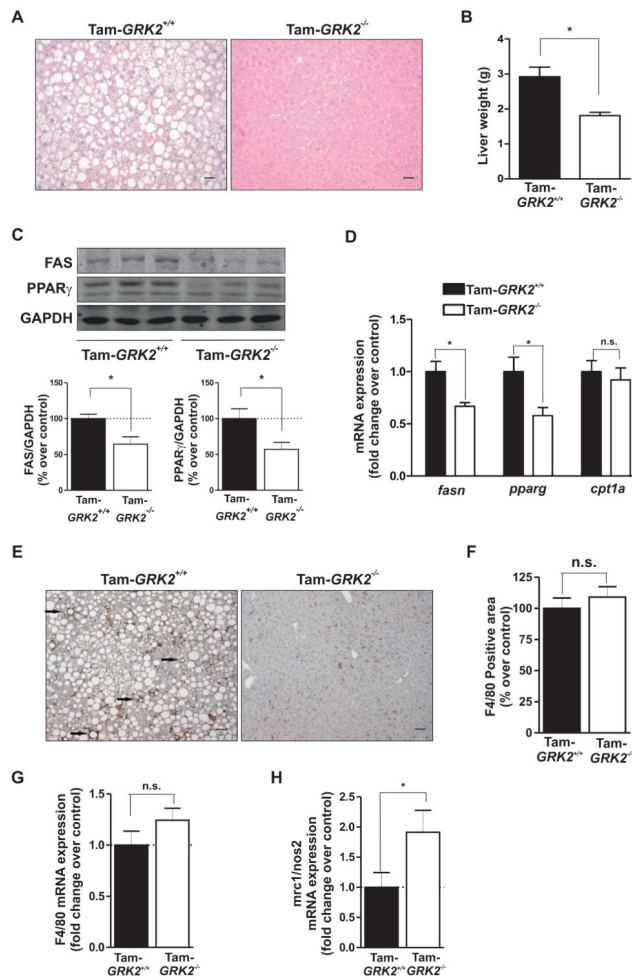 A
Tam-GRK2+/+
Tam-GRK2-/-
B
Liver weight (g)
4
3
2
1
0
*
Tam-
GRK2+/+
Tam-
GRK2-/-
C
FAS
PPARγ
GAPDH
Tam-GRK2+/+
Tam-GRK2-/-
FAS/GAPDH
(% over control)
150
100
50
0
*
Tam-
GRK2+/+
Tam-
GRK2-/-
PPARγ/GAPDH
(% over control)
150
100
50
0
*
Tam-
GRK2+/+
Tam-
GRK2-/-
D
Tam-GRK2+/+
Tam-GRK2-/-
mRNA expression
(fold change over control)
1.5
1.0
0.5
0.0
*
*
n.s.
fasn
pparg
cpt1a
E
Tam-GRK2+/+
Tam-GRK2-/-
F
F4/80 Positive area
(% over control)
125
100
75
50
25
0
n.s.
Tam-
GRK2+/+
Tam-
GRK2-/-
G
F4/80 mRNA expression
(fold change over control)
1.5
1.0
0.5
0.0
n.s.
Tam-
GRK2+/+
Tam-
GRK2-/-
H
mrc1/nos2
mRNA expression
(fold change over control)
2.5
2.0
1.5
1.0
0.5
0.0
*
Tam-
GRK2+/+
Tam-
GRK2-/-